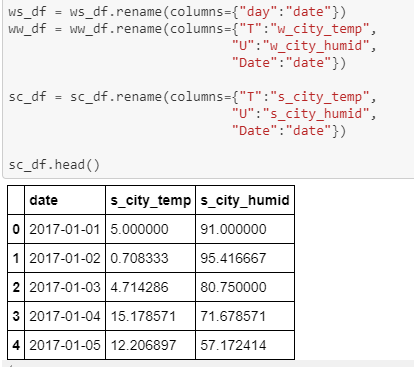 ws_df = ws_df.rename(columns={"day":"date"})
ww_df = ww_df.rename(columns={"T":"w_city_temp",
"U":"w_city_humid",
"Date":"date"})
sc_df = sc_df.rename(columns={"T":"s_city_temp",
"U":"s_city_humid",
"Date":"date"})
sc_df.head()
date s_city_temp s_city_humid
0 2017-01-01 5.000000 91.000000
1 2017-01-02 0.708333 95.416667
2 2017-01-03 4.714286 80.750000
3 2017-01-04 15.178571 71.678571
4 2017-01-05 12.206897 57.172414